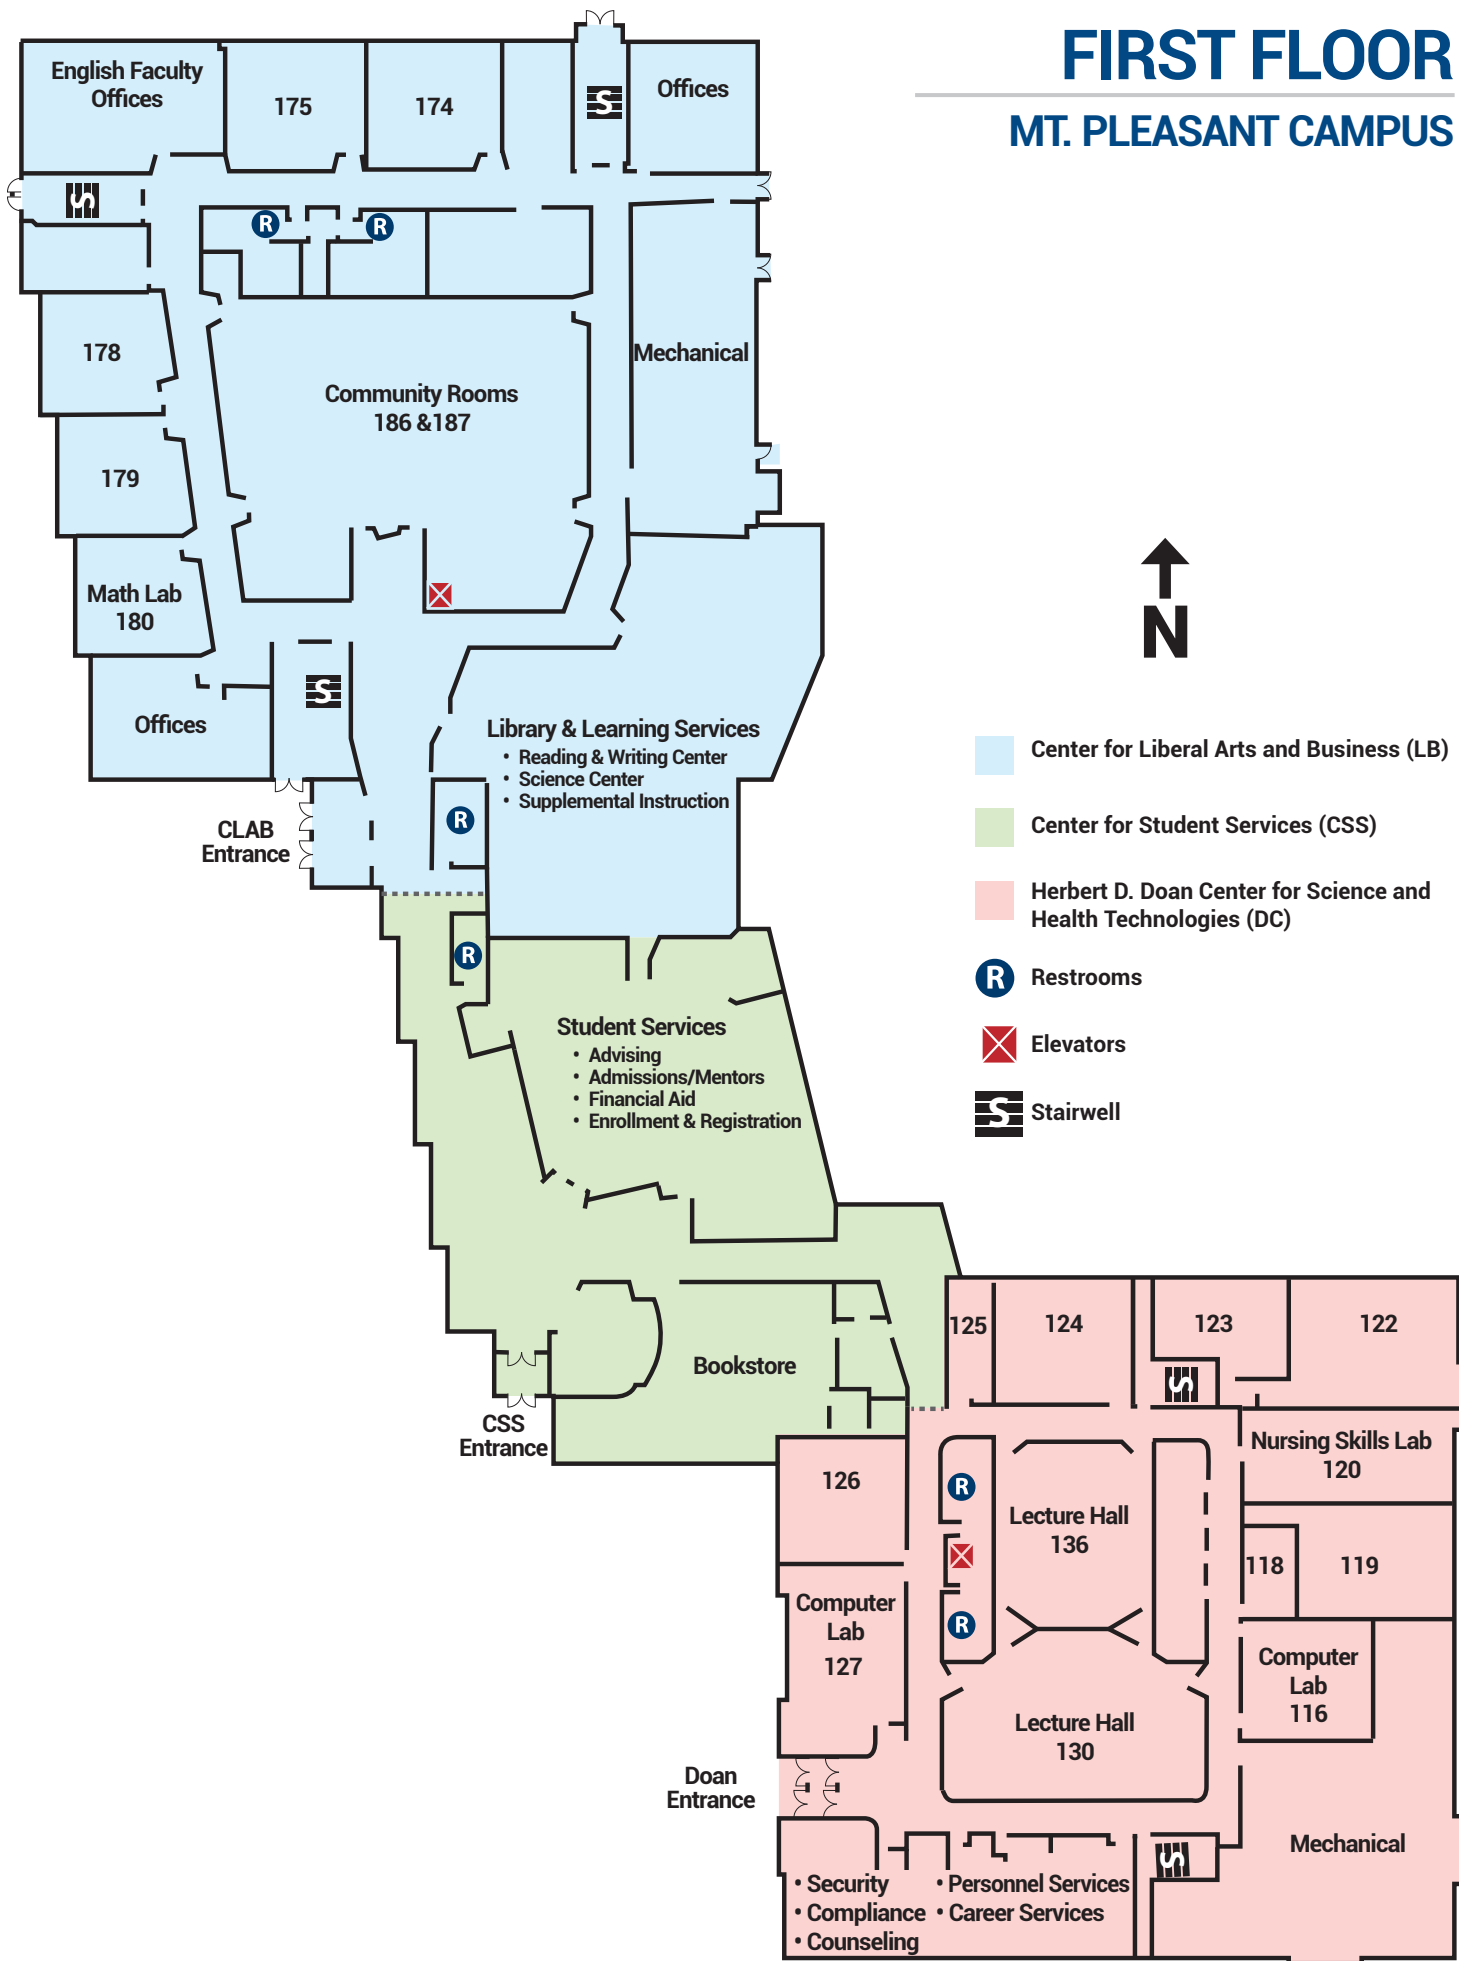 FIRST FLOOR
MT. PLEASANT CAMPUS
English Faculty
Offices
175
174
S
Offices
S
R
R
178
Mechanical
Community Rooms
186 &187
179
Math Lab
180
N
S
Offices
Library & Learning Services
• Reading & Writing Center
• Science Center
• Supplemental Instruction
Center for Liberal Arts and Business (LB)
R
CLAB
Entrance
Center for Student Services (CSS)
Herbert D. Doan Center for Science and
Health Technologies (DC)
R
R
Restrooms
Student Services
• Advising
• Admissions/Mentors
• Financial Aid
• Enrollment & Registration
Elevators
S
Stairwell
125
124
123
122
Bookstore
S
CSS
Entrance
Nursing Skills Lab
120
126
R
Lecture Hall
136
118
119
Computer
Lab
127
R
Computer
Lab
116
Lecture Hall
130
Doan
Entrance
Mechanical
S
• Security
• Compliance
• Counseling
• Personnel Services
• Career Services